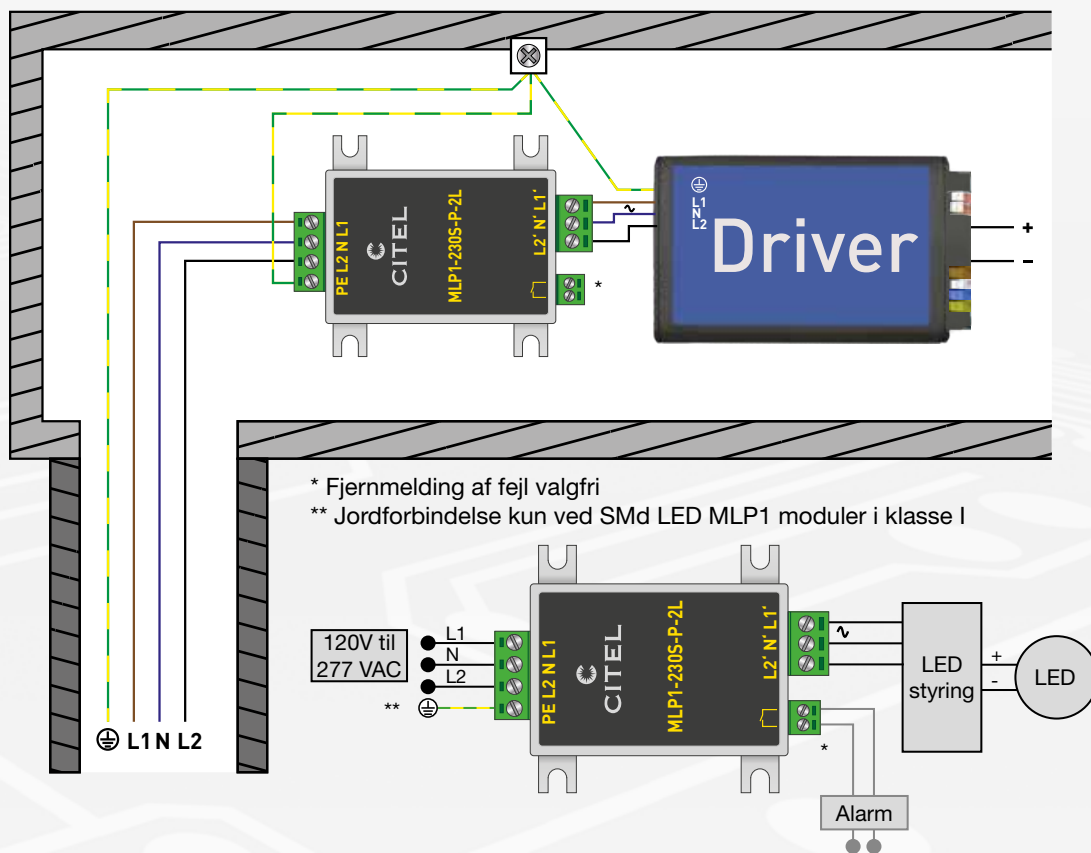 PE L2 N L1
CITEL
MLP1-230S-P-2L
L2' N' L1'
*
L1
N
L2
Driver
+
-
L1 N L2
* Fjernmelding af fejl valgfri
** Jordforbindelse kun ved SMd LED MLP1 moduler i klasse I
120V til
277 VAC
L1
N
L2
**
PE L2 N L1
CITEL
MLP1-230S-P-2L
L2' N' L1'
*
LED
styring
+
-
LED
Alarm